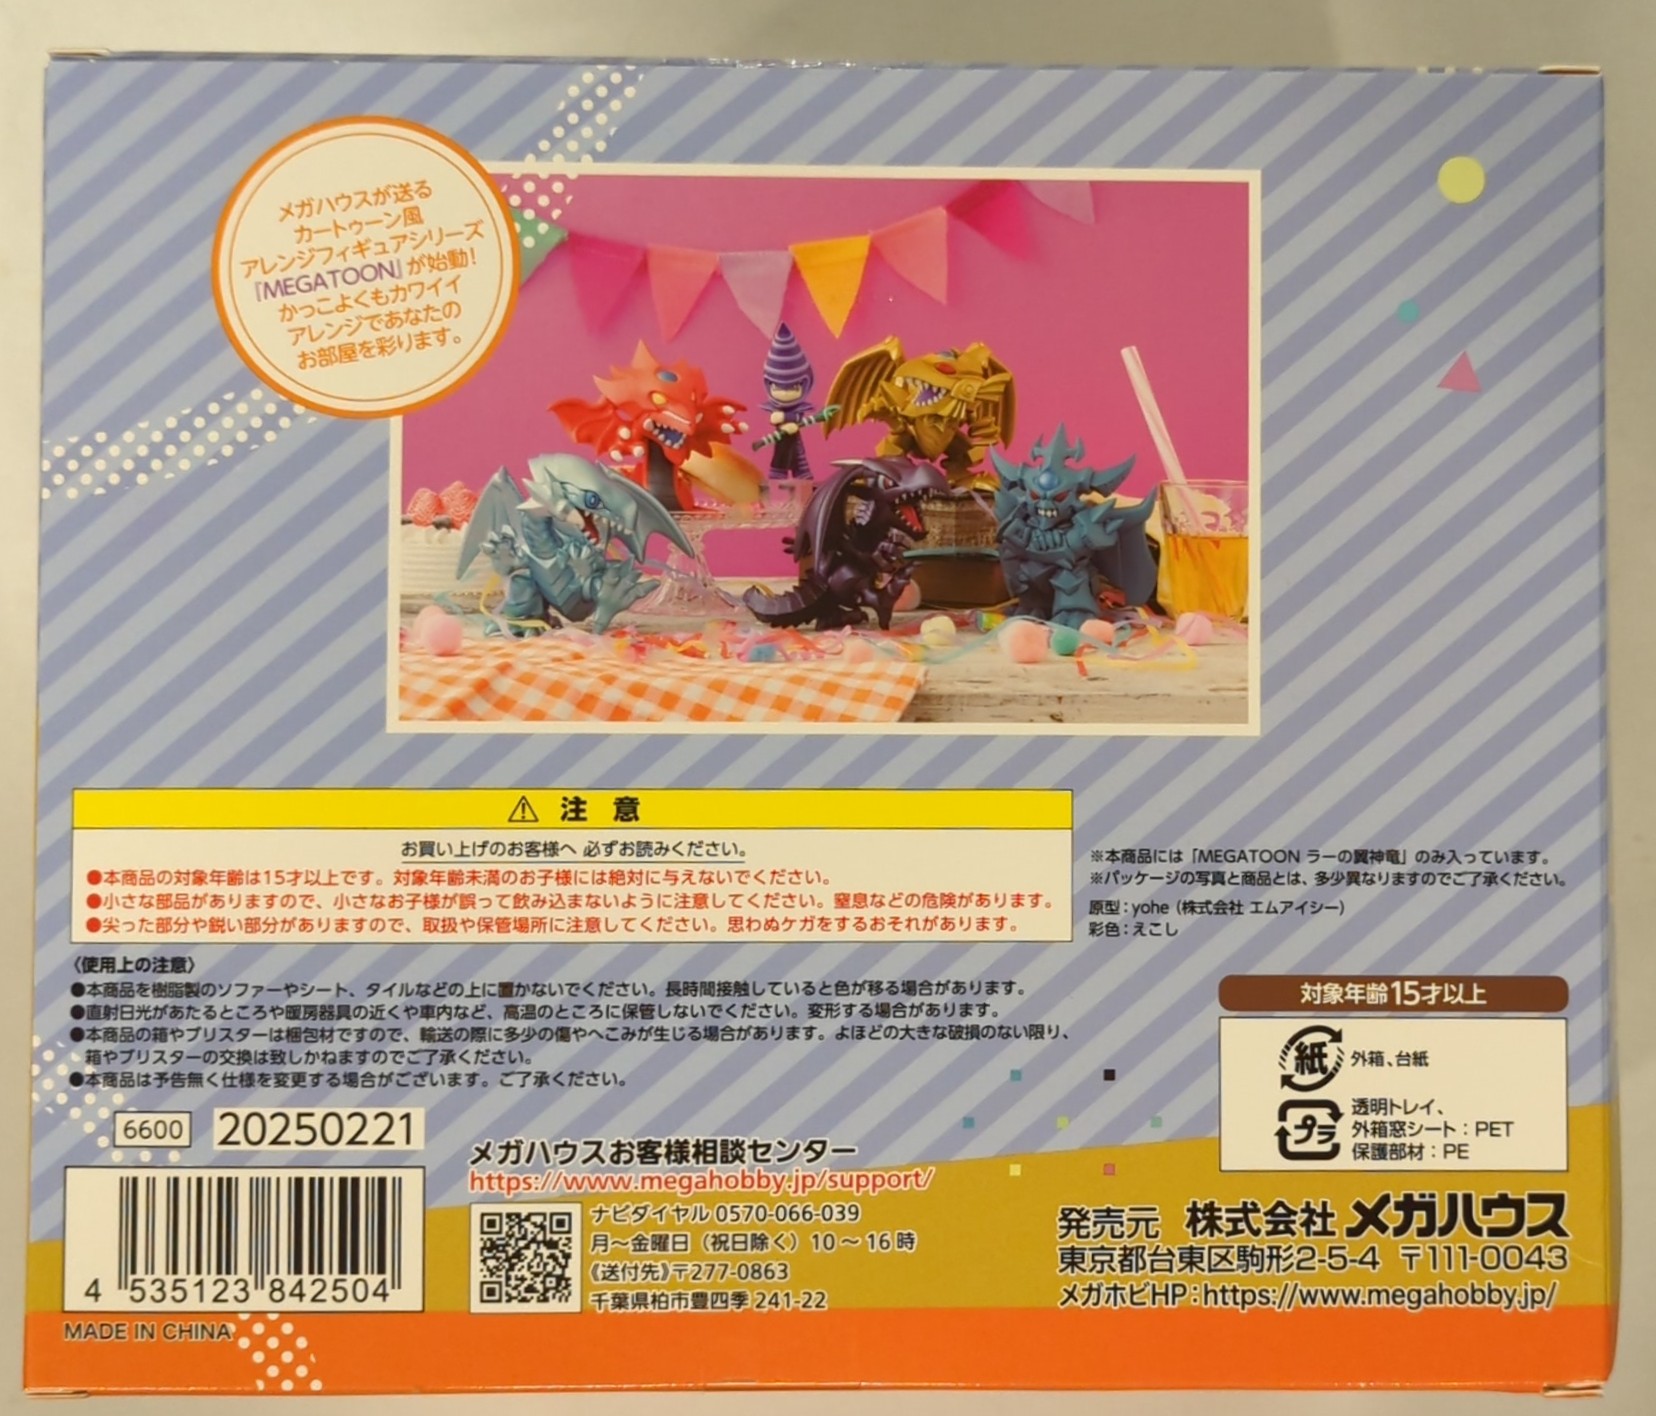 メガハウスが送る
カートゥーン風
アレンジフィギュアシリーズ
『MEGATOON』が始動！
かっこよくもカワイイ
アレンジであなたの
お部屋を彩ります。
⚠ 注 意
お買い上げのお客様へ 必ずお読みください。
●本商品の対象年齢は15才以上です。対象年齢未満のお子様には絶対に与えないでください。
●小さな部品がありますので、小さなお子様が誤って飲み込まないように注意してください。窒息などの危険があります。
●尖った部分や鋭い部分がありますので、取扱や保管場所に注意してください。思わぬケガをするおそれがあります。
※本商品には「MEGATOON ラーの翼神竜」のみ入っています。
※パッケージの写真と商品とは、多少異なりますのでご了承ください。
原型：yohe（株式会社 エムアイシー）
彩色：えこし
〈使用上の注意〉
●本商品を樹脂製のソファーやシート、タイルなどの上に置かないでください。長時間接触していると色が移る場合があります。
●直射日光があたるところや暖房器具の近くや車内など、高温のところに保管しないでください。変形する場合があります。
●本商品の箱やブリスターは梱包材ですので、輸送の際に多少の傷やへこみが生じる場合があります。よほどの大きな破損のない限り、
箱やブリスターの交換は致しかねますのでご了承ください。
●本商品は予告無く仕様を変更する場合がございます。ご了承ください。
対象年齢15才以上
紙 外箱、台紙
プラ 透明トレイ、
外箱窓シート：PET
保護部材：PE
6600 20250221
4 535123 842504
MADE IN CHINA
メガハウスお客様相談センター
https://www.megahobby.jp/support/
ナビダイヤル 0570-066-039
月〜金曜日（祝日除く）10〜16時
《送付先》〒277-0863
千葉県柏市豊四季241-22
発売元 株式会社 メガハウス
東京都台東区駒形2-5-4 〒111-0043
メガホビHP：https://www.megahobby.jp/